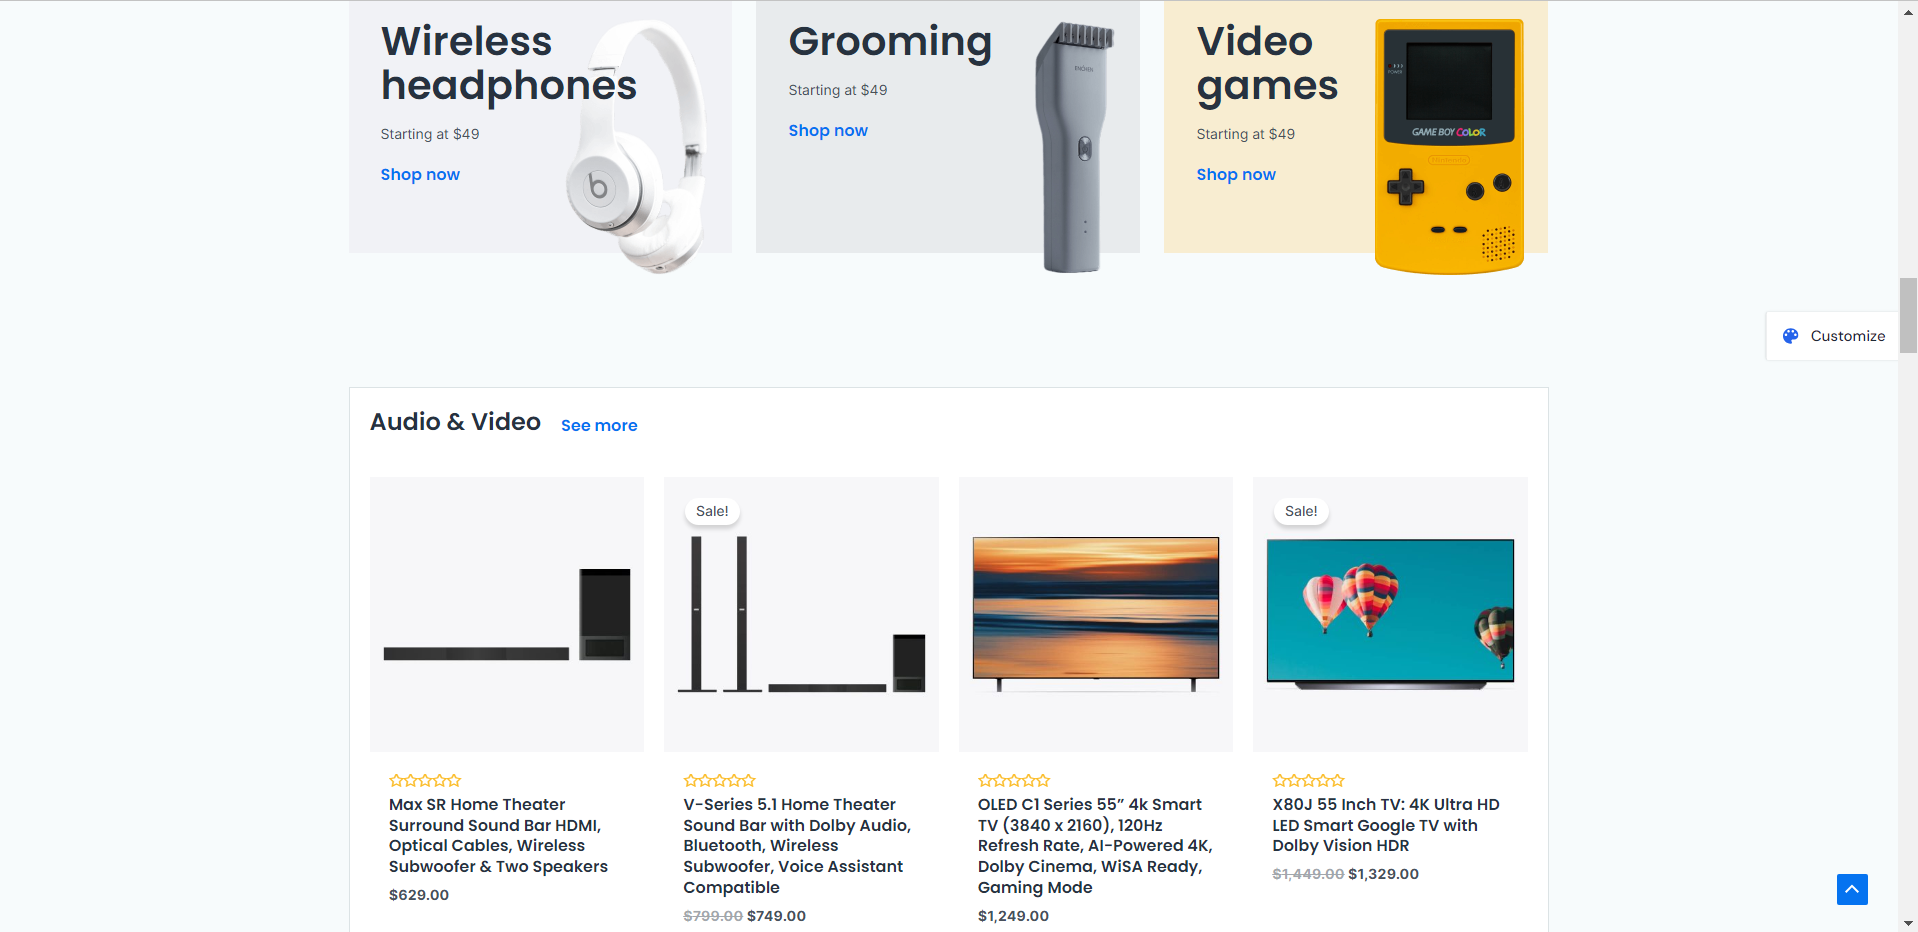 Wireless
headphones
Starting at $49
Shop now
Grooming
Starting at $49
Shop now
Video
games
Starting at $49
Shop now
POWER
GAME BOY COLOR
Nintendo
Customize
Audio & Video
See more
Max SR Home Theater
Surround Sound Bar HDMI,
Optical Cables, Wireless
Subwoofer & Two Speakers
$629.00
Sale!
V-Series 5.1 Home Theater
Sound Bar with Dolby Audio,
Bluetooth, Wireless
Subwoofer, Voice Assistant
Compatible
$799.00 $749.00
OLED C1 Series 55” 4k Smart
TV (3840 x 2160), 120Hz
Refresh Rate, AI-Powered 4K,
Dolby Cinema, WiSA Ready,
Gaming Mode
$1,249.00
Sale!
X80J 55 Inch TV: 4K Ultra HD
LED Smart Google TV with
Dolby Vision HDR
$1,449.00 $1,329.00